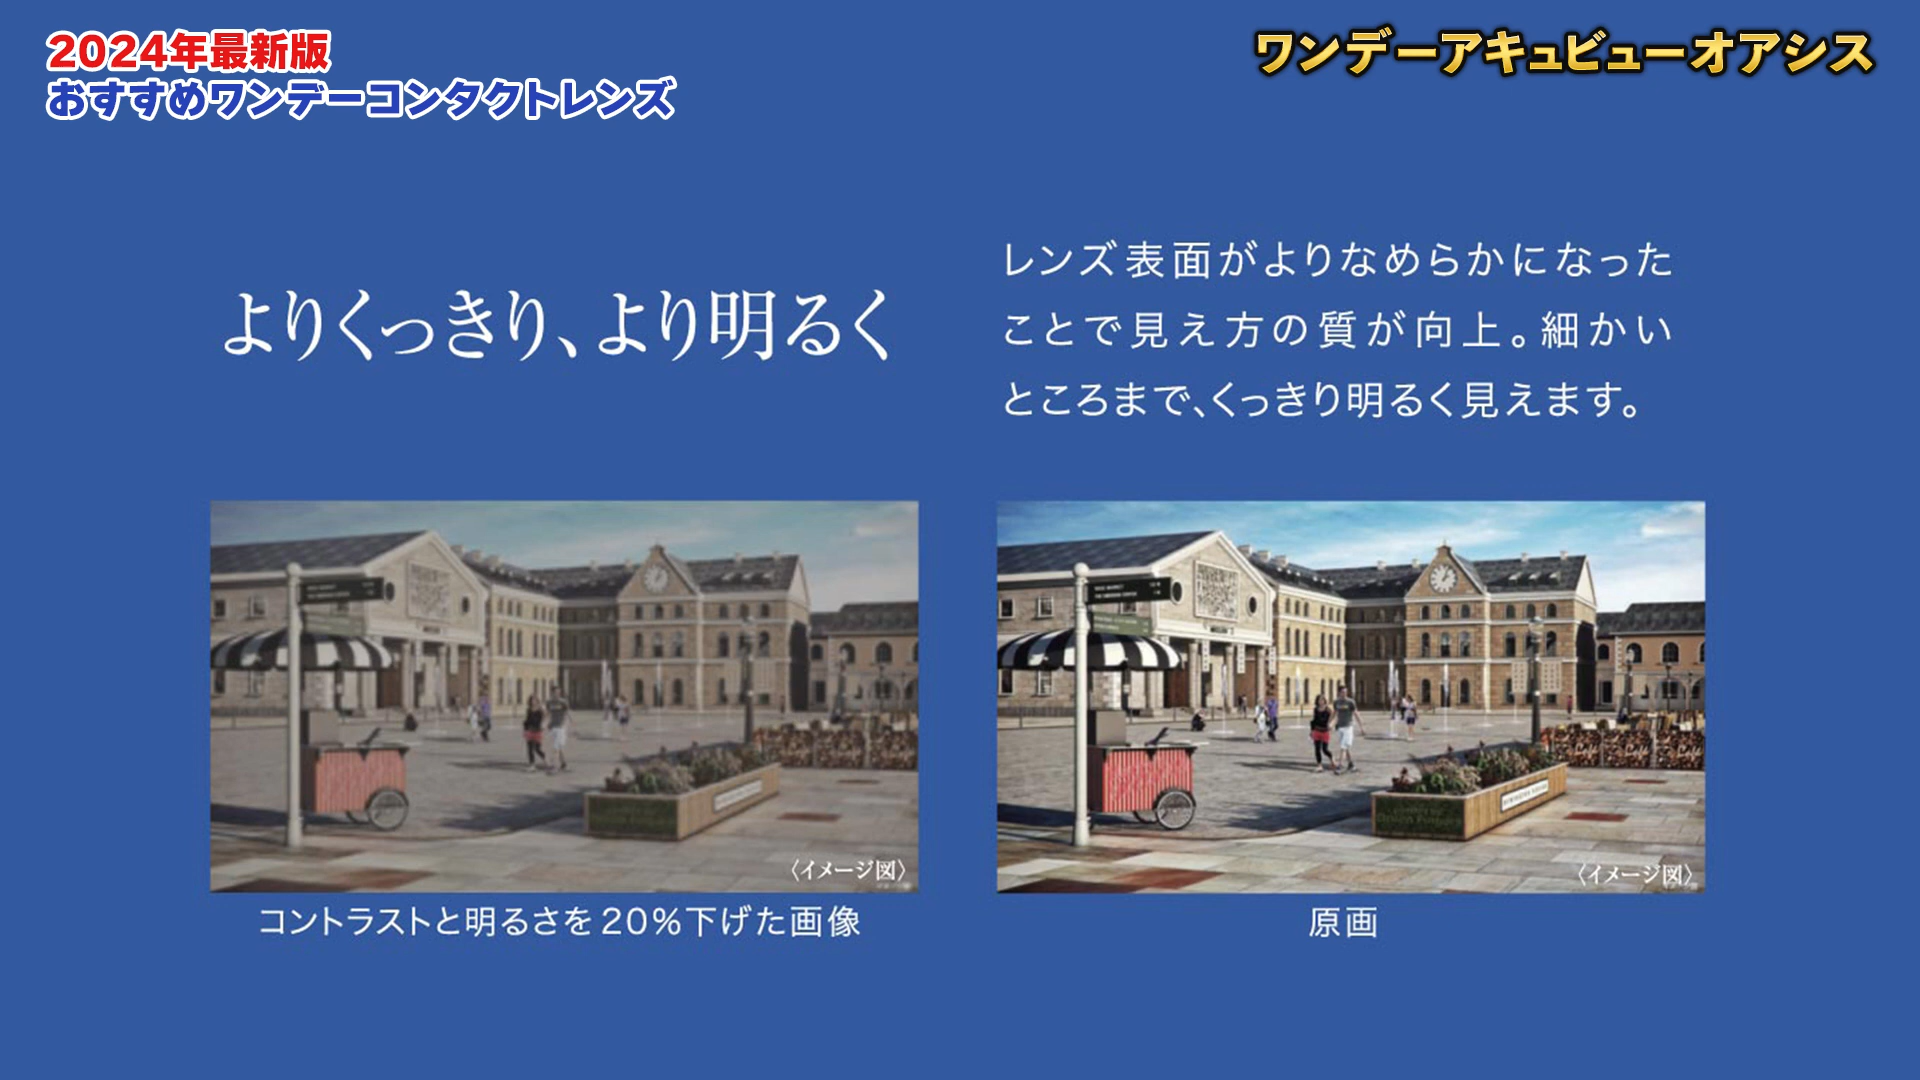 2024年最新版
おすすめワンデーコンタクトレンズ
ワンデーアキュビューオアシス
よりくっきり、より明るく
レンズ表面がよりなめらかになった
ことで見え方の質が向上。細かい
ところまで、くっきり明るく見えます。
〈イメージ図〉
コントラストと明るさを20%下げた画像
〈イメージ図〉
原画